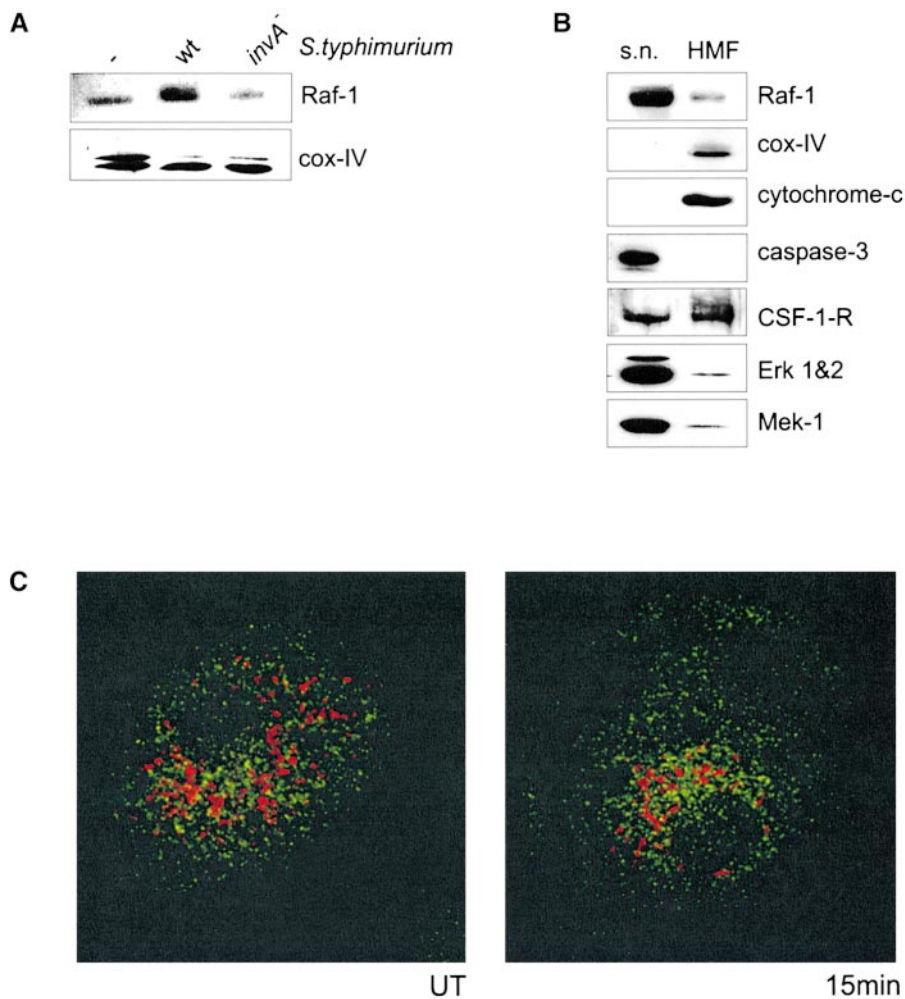 A
- wt invA- S.typhimurium
Raf-1
cox-IV
B
s.n. HMF
Raf-1
cox-IV
cytochrome-c
caspase-3
CSF-1-R
Erk 1&2
Mek-1
C
UT
15min